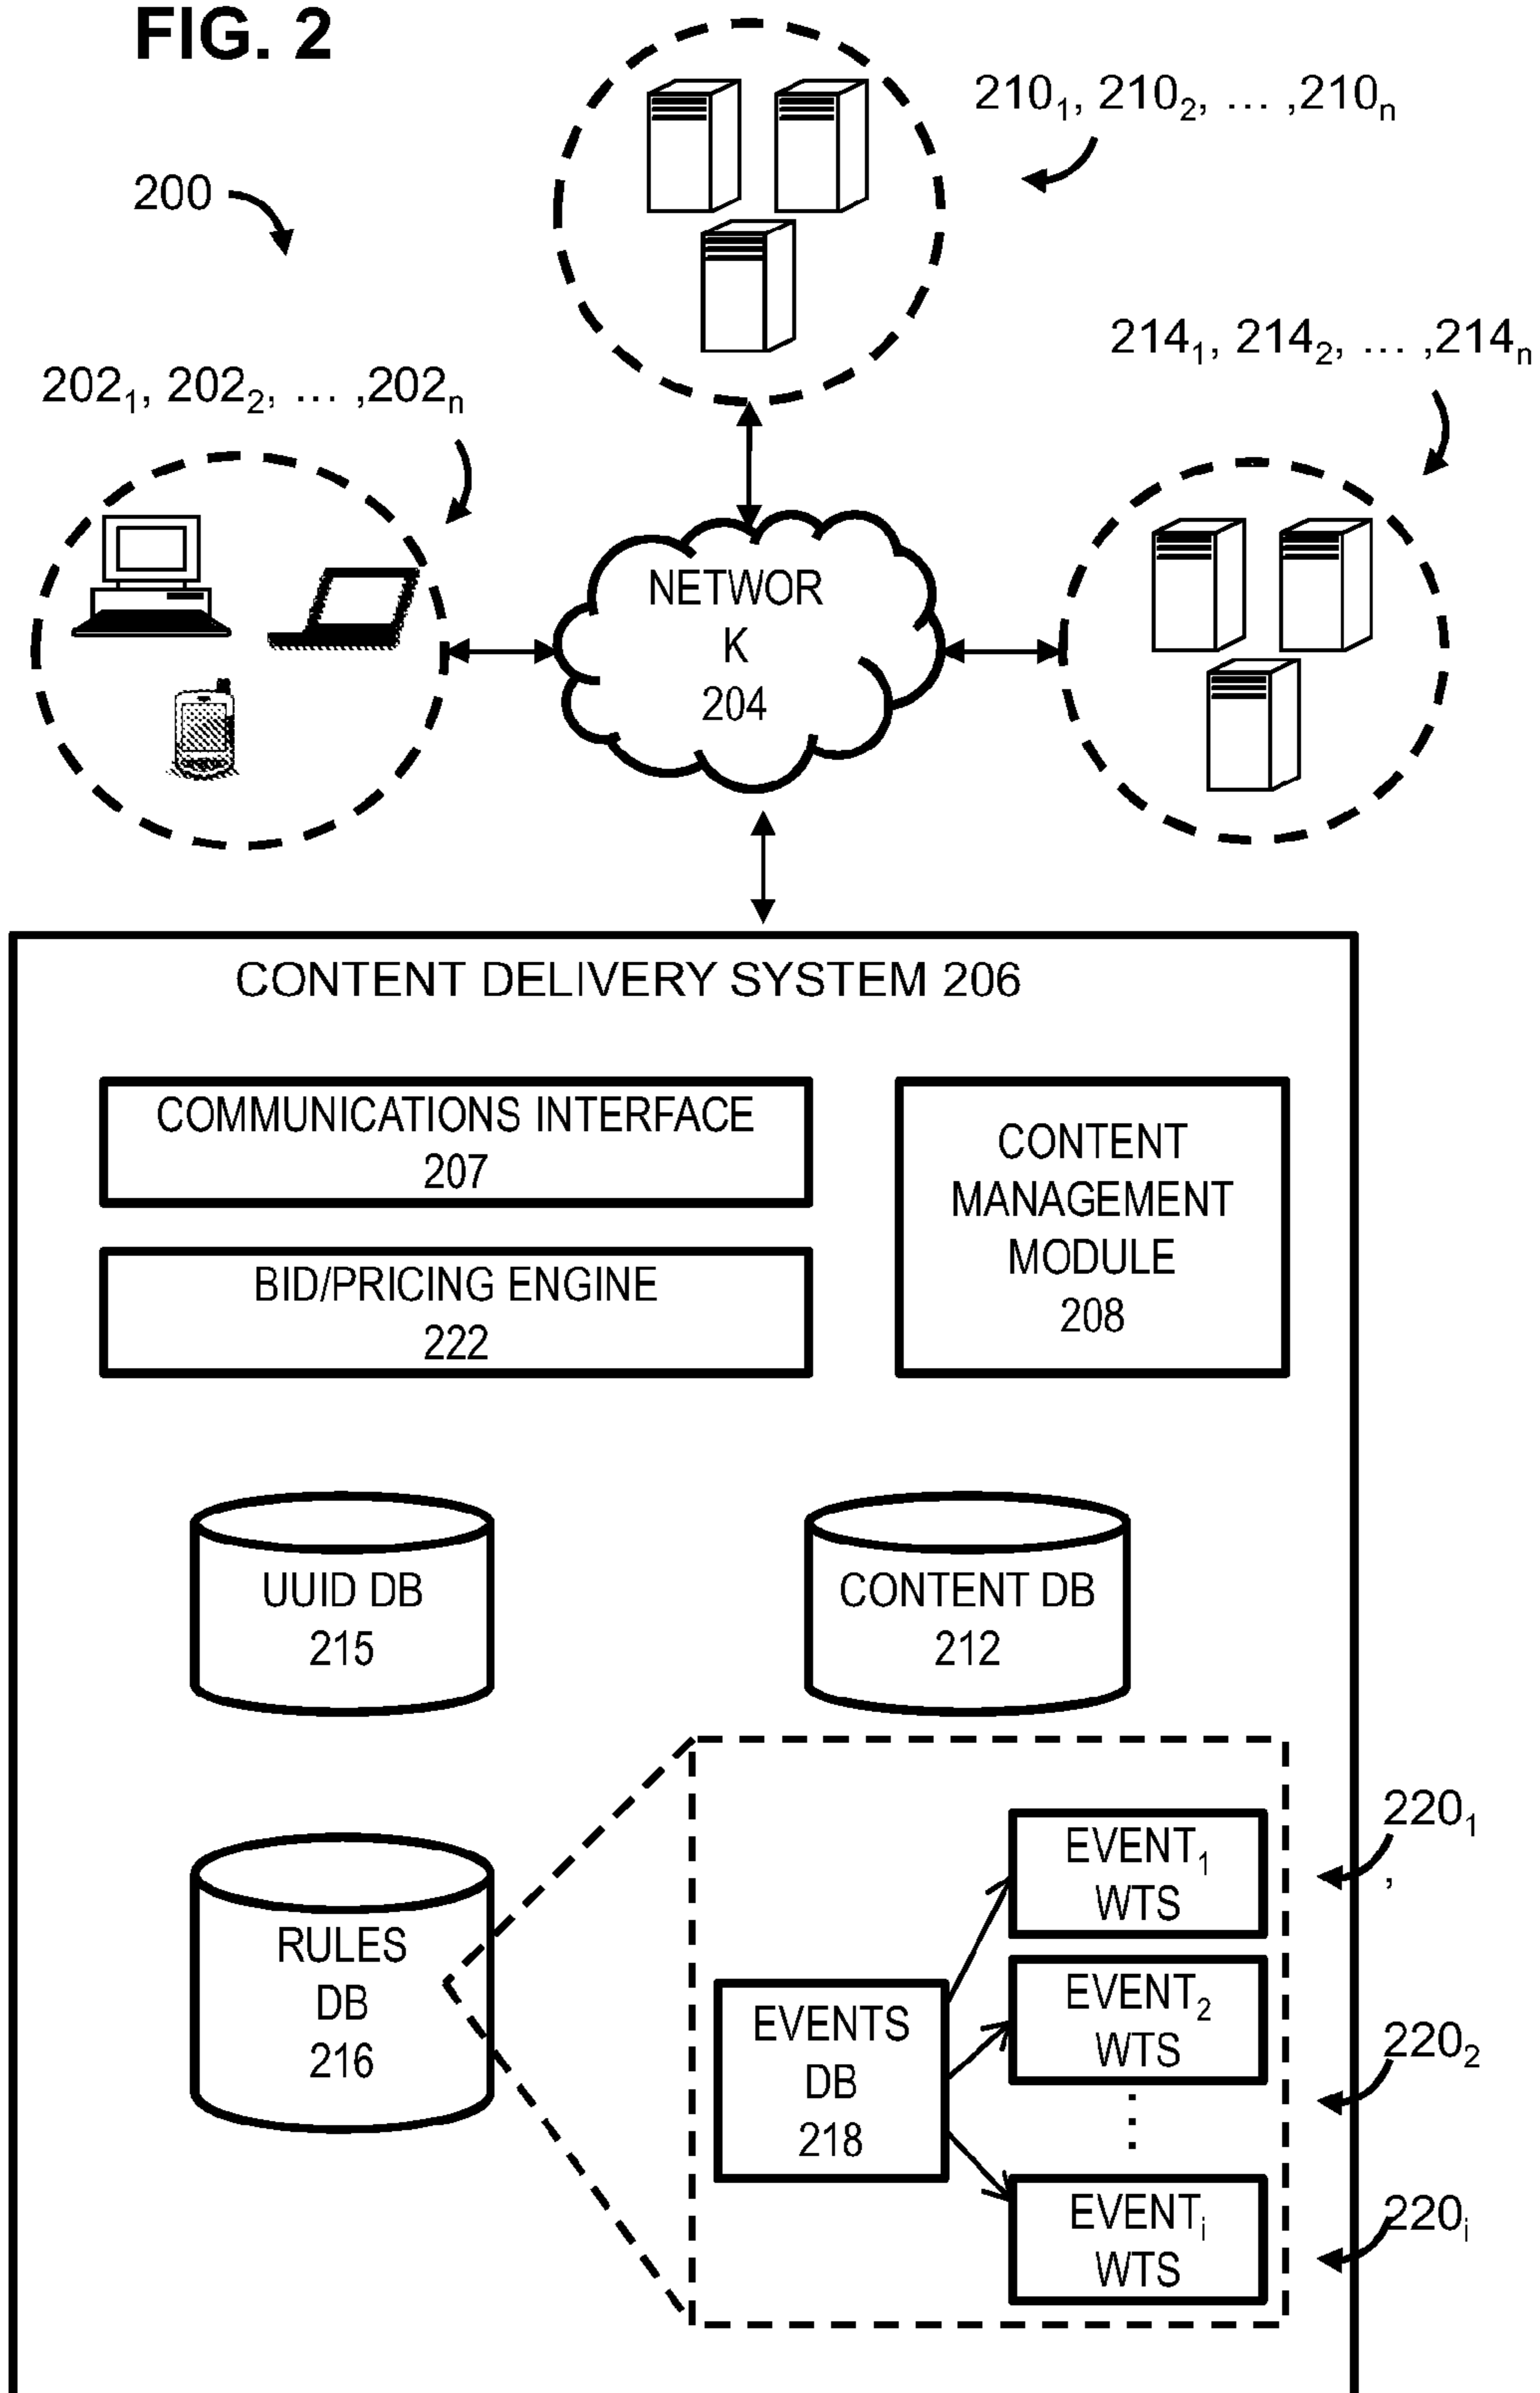 FIG. 2
210₁, 210₂, ... ,210ₙ
200
214₁, 214₂, ... ,214ₙ
202₁, 202₂, ... ,202ₙ
NETWOR
K
204
CONTENT DELIVERY SYSTEM 206
COMMUNICATIONS INTERFACE
207
CONTENT
MANAGEMENT
MODULE
208
BID/PRICING ENGINE
222
UUID DB
215
CONTENT DB
212
RULES
DB
216
EVENTS
DB
218
EVENT₁
WTS
220₁
,
EVENT₂
WTS
220₂
⋮
EVENTᵢ
WTS
220ᵢ